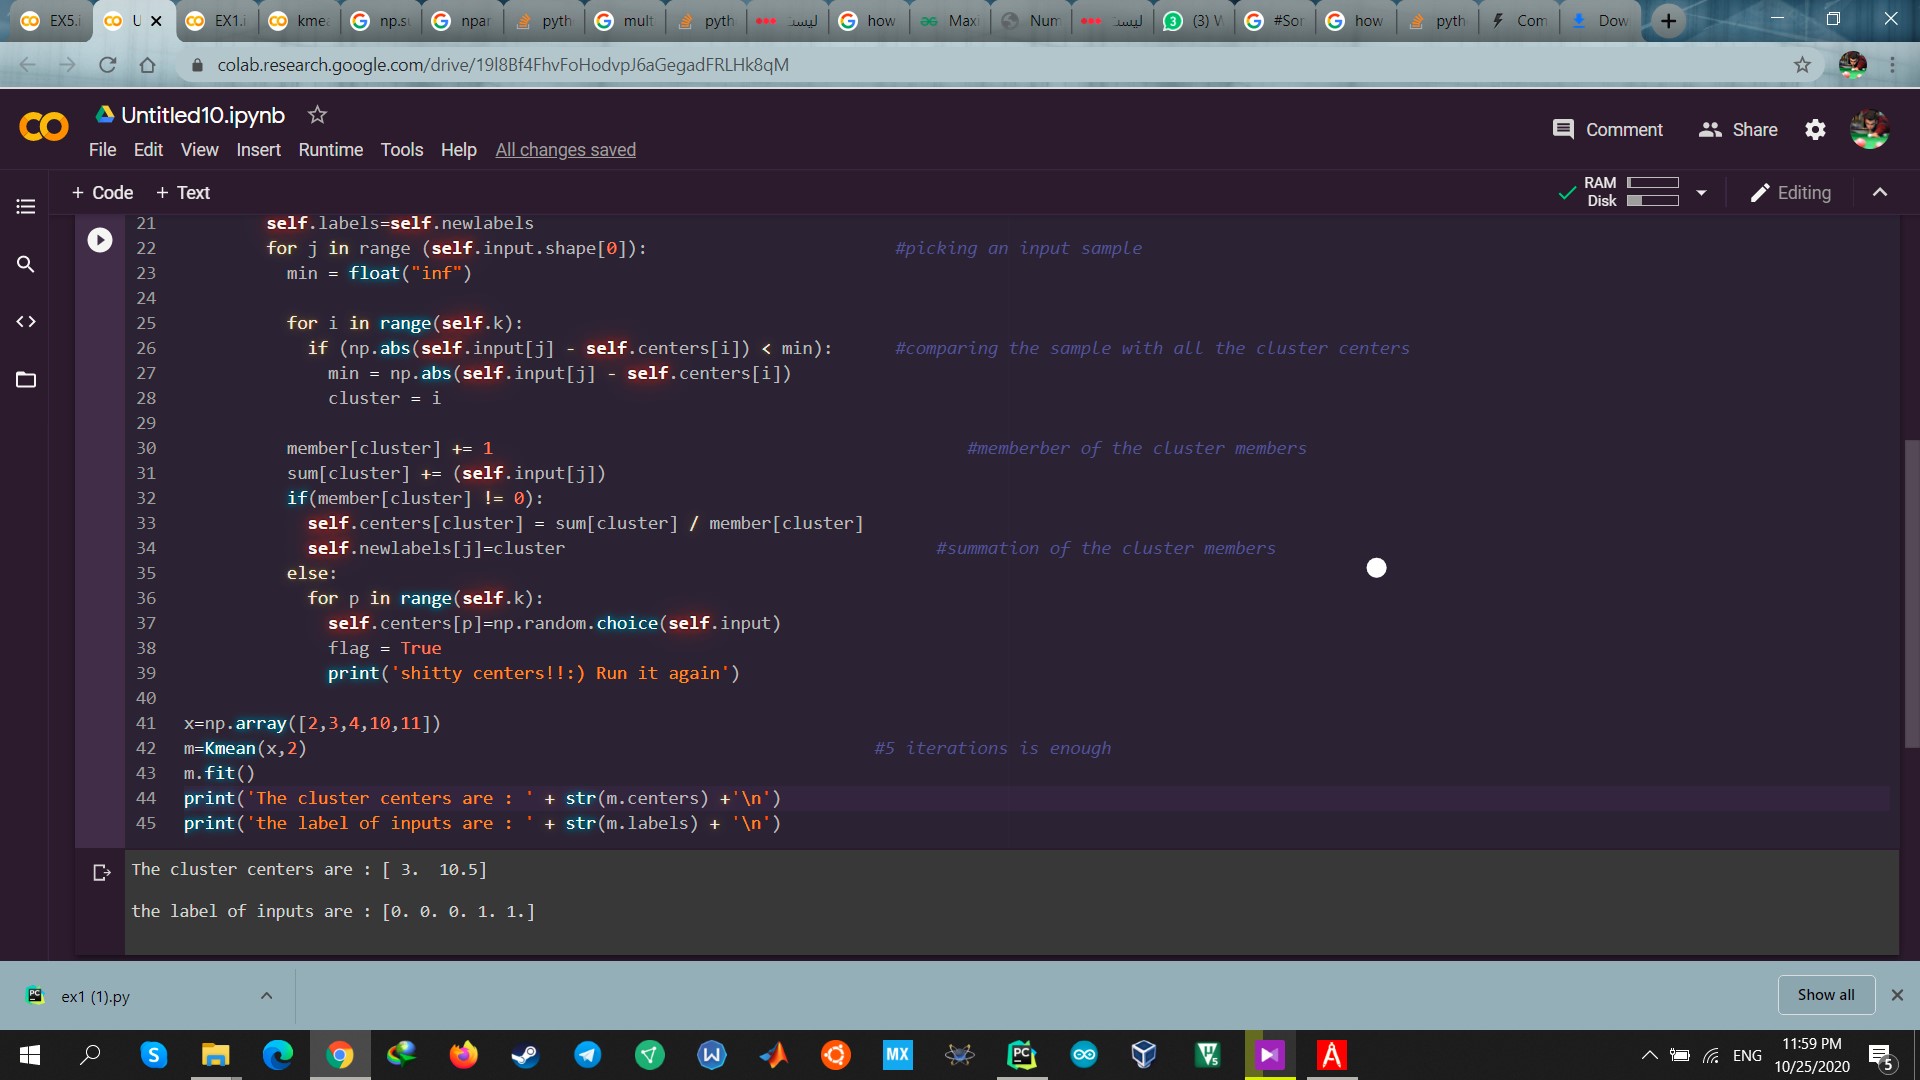 EX5.i U EX1.i kme np.s npar pyth mult pyth ليست how Maxi Num ليست (3) W #Sor how pyth Com Dow
colab.research.google.com/drive/19l8Bf4FhvFoHodvpJ6aGegadFRLHk8qM
Untitled10.ipynb
Comment Share
File Edit View Insert Runtime Tools Help All changes saved
+ Code + Text RAM Disk Editing
21 self.labels=self.newlabels
22 for j in range (self.input.shape[0]): #picking an input sample
23 min = float("inf")
24
25 for i in range(self.k):
26 if (np.abs(self.input[j] - self.centers[i]) < min): #comparing the sample with all the cluster centers
27 min = np.abs(self.input[j] - self.centers[i])
28 cluster = i
29
30 member[cluster] += 1 #memberber of the cluster members
31 sum[cluster] += (self.input[j])
32 if(member[cluster] != 0):
33 self.centers[cluster] = sum[cluster] / member[cluster]
34 self.newlabels[j]=cluster #summation of the cluster members
35 else:
36 for p in range(self.k):
37 self.centers[p]=np.random.choice(self.input)
38 flag = True
39 print('shitty centers!!:) Run it again')
40
41 x=np.array([2,3,4,10,11])
42 m=Kmean(x,2) #5 iterations is enough
43 m.fit()
44 print('The cluster centers are : ' + str(m.centers) +'\n')
45 print('the label of inputs are : ' + str(m.labels) + '\n')
The cluster centers are : [ 3.  10.5]
the label of inputs are : [0. 0. 0. 1. 1.]
ex1 (1).py Show all
MX PC ENG 11:59 PM
10/25/2020 5